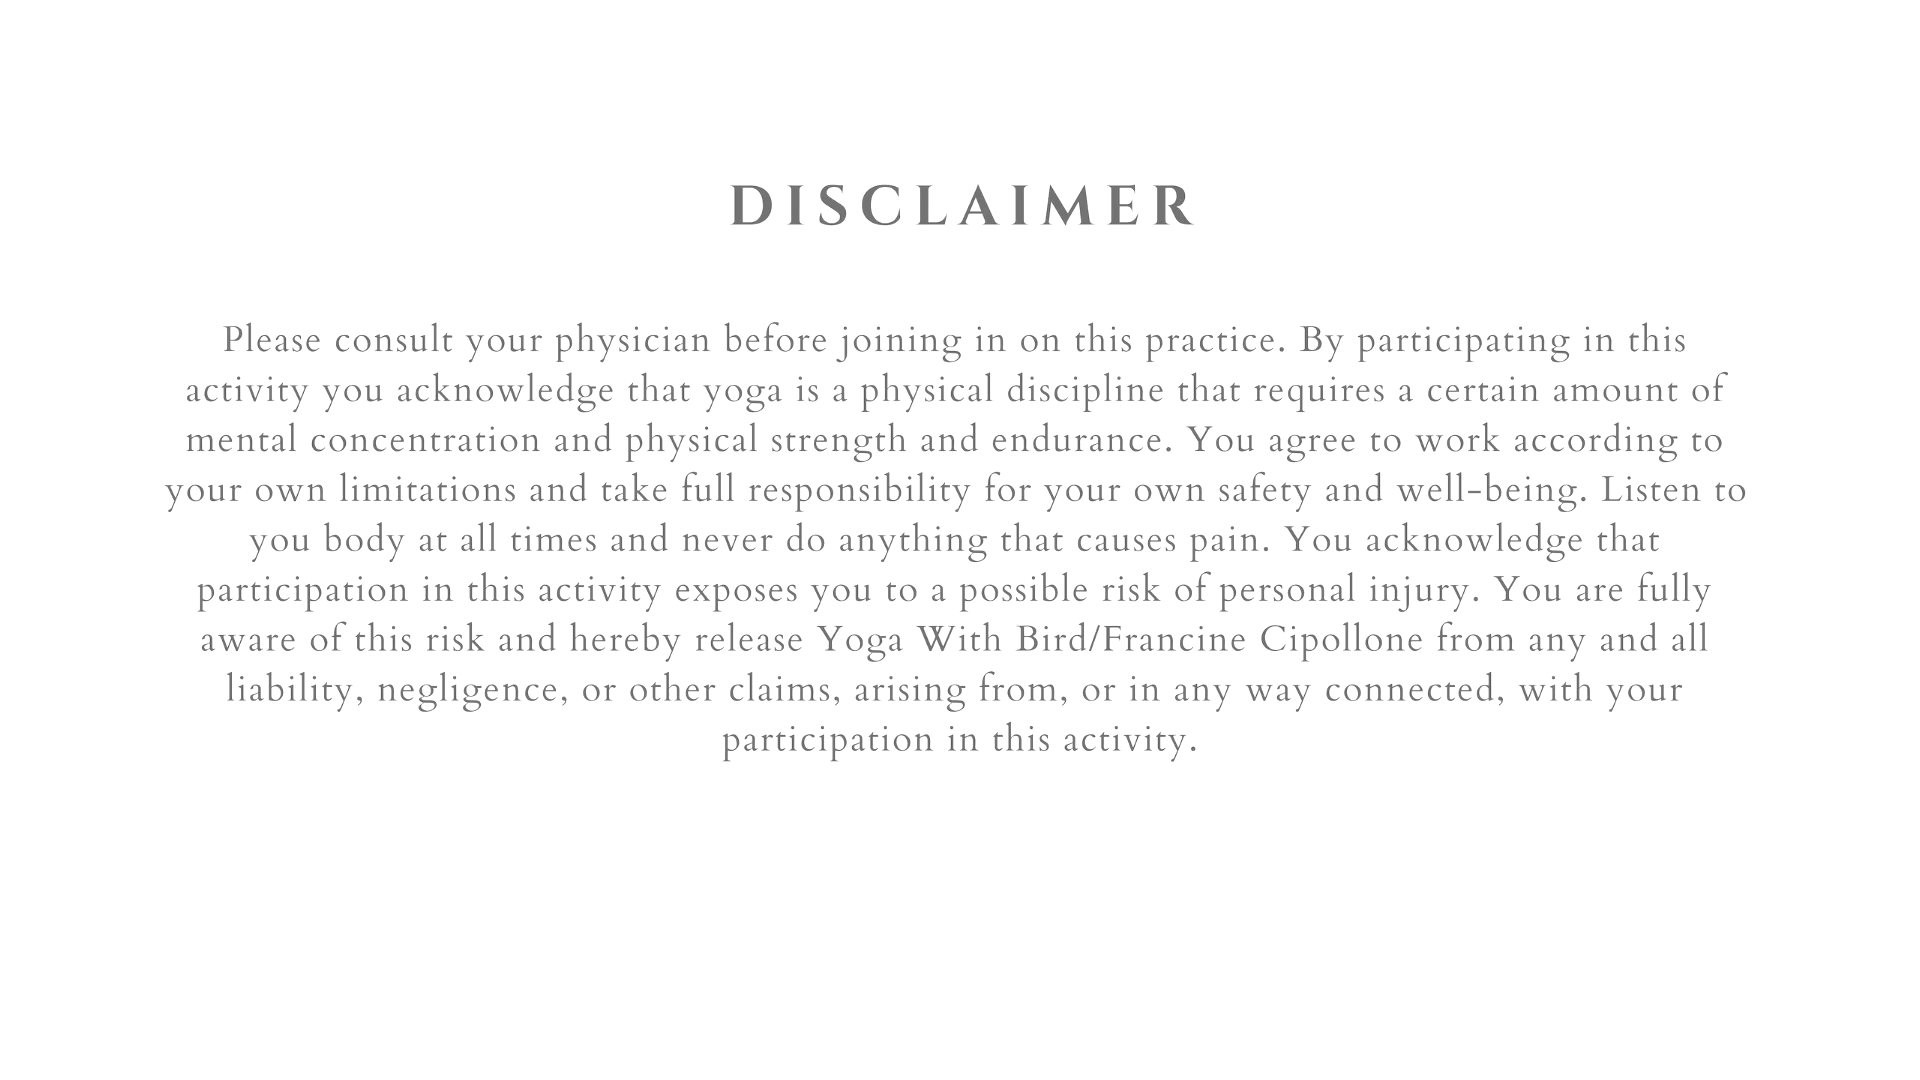 DISCLAIMER
Please consult your physician before joining in on this practice. By participating in this
activity you acknowledge that yoga is a physical discipline that requires a certain amount of
mental concentration and physical strength and endurance. You agree to work according to
your own limitations and take full responsibility for your own safety and well-being. Listen to
you body at all times and never do anything that causes pain. You acknowledge that
participation in this activity exposes you to a possible risk of personal injury. You are fully
aware of this risk and hereby release Yoga With Bird/Francine Cipollone from any and all
liability, negligence, or other claims, arising from, or in any way connected, with your
participation in this activity.